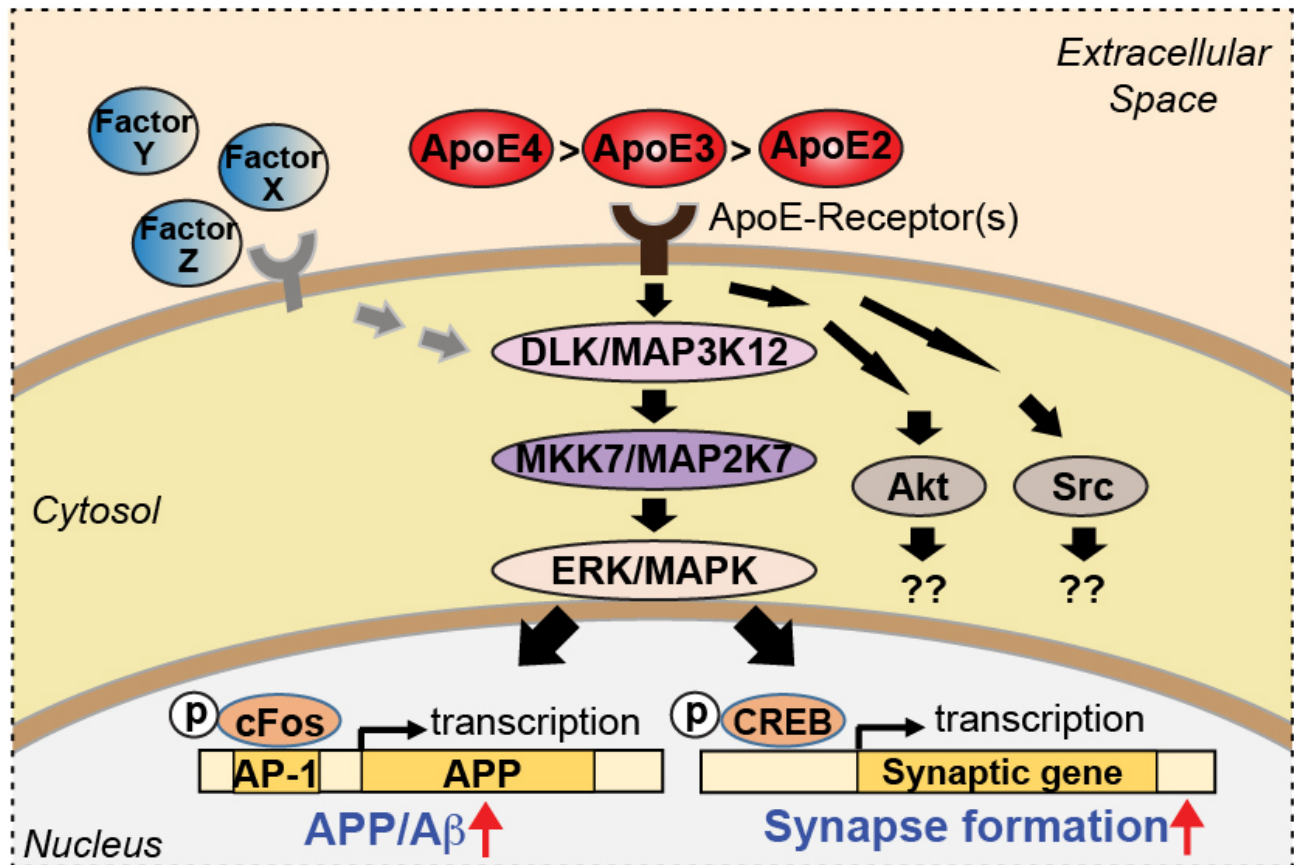 Extracellular
Space
Factor
Y
Factor
X
Factor
Z
ApoE4 > ApoE3 > ApoE2
ApoE-Receptor(s)
DLK/MAP3K12
MKK7/MAP2K7
ERK/MAPK
Akt
Src
??
??
Cytosol
p
cFos
transcription
AP-1
APP
APP/Aβ
p
CREB
transcription
Synaptic gene
Synapse formation
Nucleus